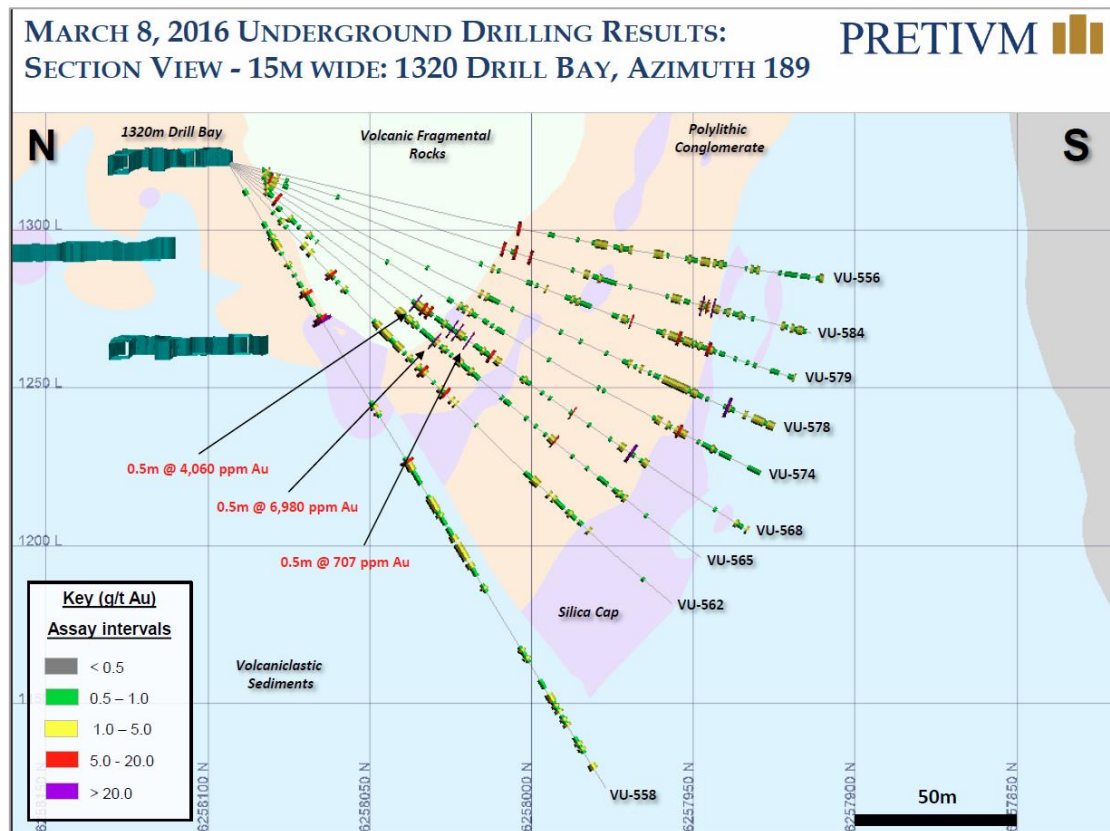 MARCH 8, 2016 UNDERGROUND DRILLING RESULTS:
SECTION VIEW - 15M WIDE: 1320 DRILL BAY, AZIMUTH 189
PRETIVM
N
1320m Drill Bay
Volcanic Fragmental
Rocks
Polylithic
Conglomerate
S
1300 L
VU-556
VU-584
VU-579
1250 L
VU-578
0.5m @ 4,060 ppm Au
VU-574
0.5m @ 6,980 ppm Au
VU-568
1200 L
0.5m @ 707 ppm Au
VU-565
VU-562
Silica Cap
Key (g/t Au)
Assay intervals
< 0.5
0.5 – 1.0
1.0 – 5.0
5.0 - 20.0
> 20.0
Volcaniclastic
Sediments
VU-558
50m
6258150 N
6258100 N
6258050 N
6258000 N
6257950 N
6257900 N
6257850 N